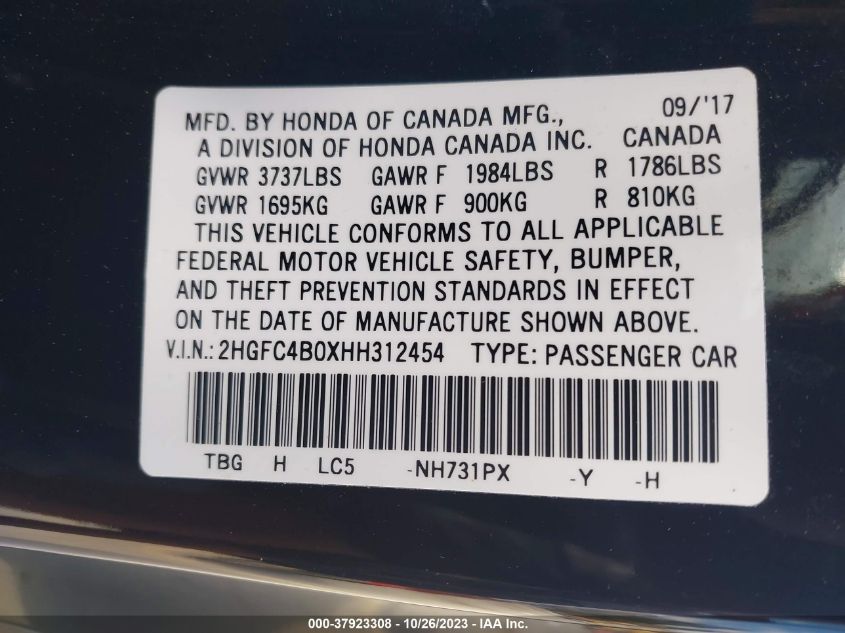 MFD. BY HONDA OF CANADA MFG., 09/'17
A DIVISION OF HONDA CANADA INC. CANADA
GVWR 3737LBS GAWR F 1984LBS R 1786LBS
GVWR 1695KG GAWR F 900KG R 810KG
THIS VEHICLE CONFORMS TO ALL APPLICABLE
FEDERAL MOTOR VEHICLE SAFETY, BUMPER,
AND THEFT PREVENTION STANDARDS IN EFFECT
ON THE DATE OF MANUFACTURE SHOWN ABOVE.
V.I.N.: 2HGFC4B0XHH312454 TYPE: PASSENGER CAR
TBG H LC5 -NH731PX -Y -H
000-37923308 - 10/26/2023 - IAA Inc.